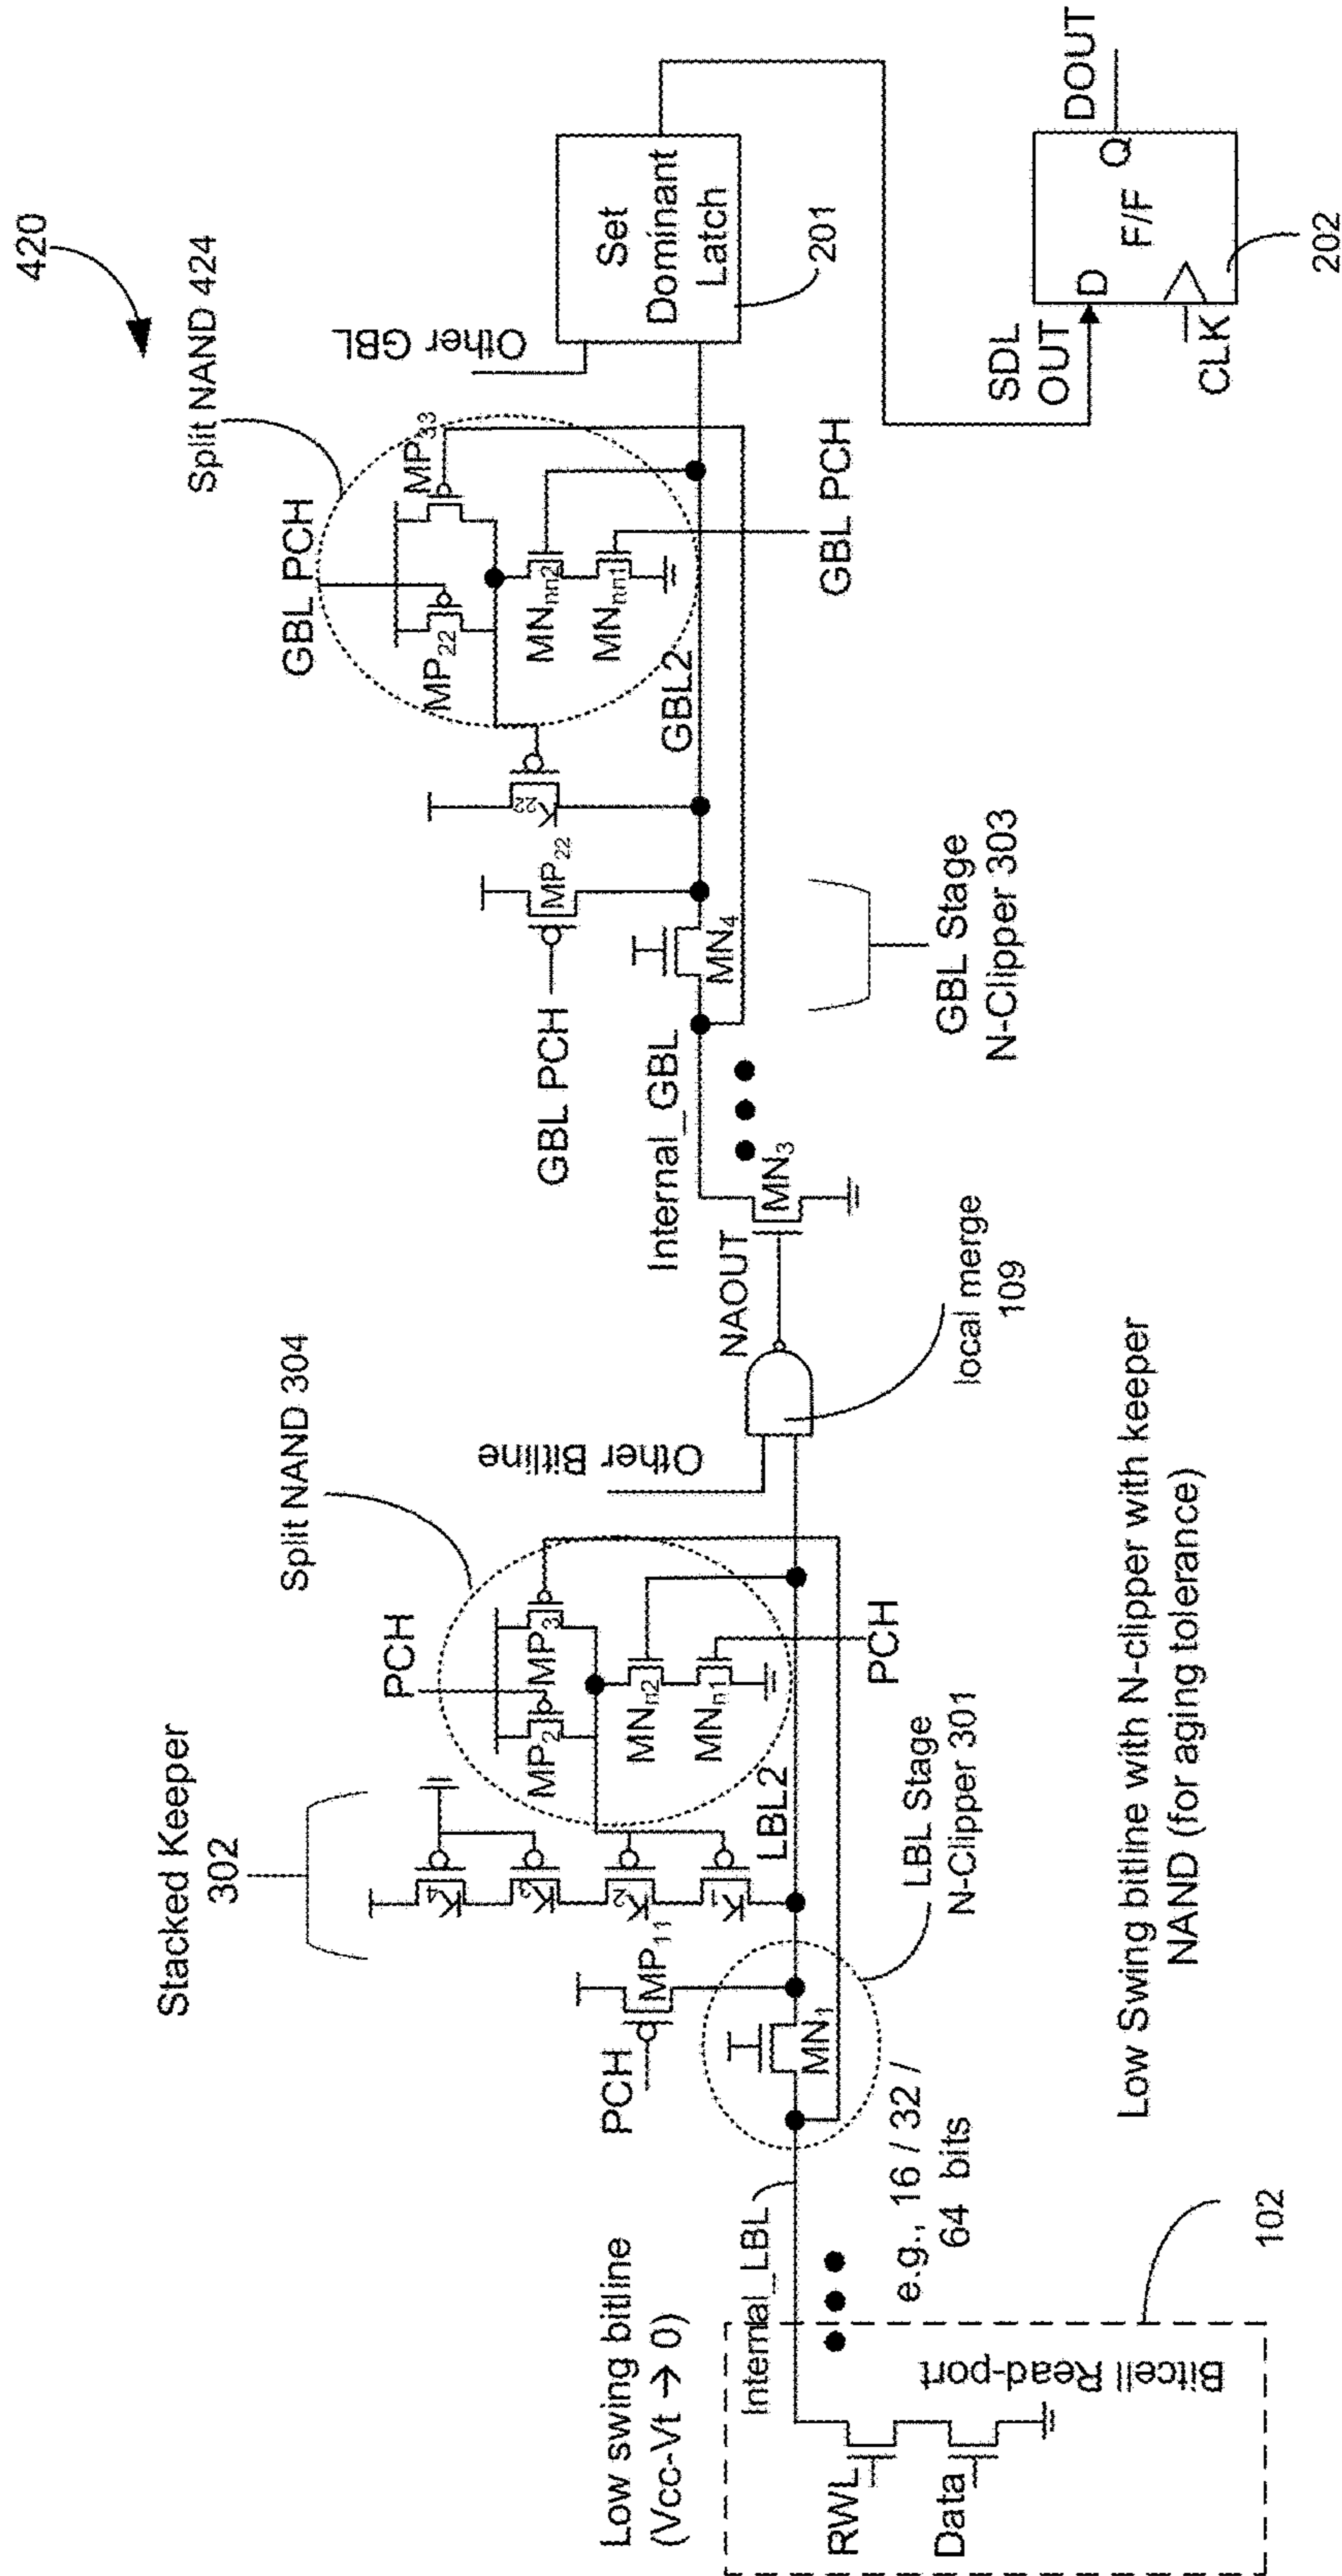 420
Split NAND 424
GBL PCH
MP33
MP22
MNnn2
MNnn1
GBL2
GBL PCH
Other GBL
Set
Dominant
Latch
201
SDL
OUT
D
Q
F/F
DOUT
CLK
202
K22
MP22
GBL PCH
MN4
Internal_GBL
GBL Stage
N-Clipper 303
MN3
NAOUT
local merge
109
Other Bitline
Split NAND 304
PCH
MP3
MP2
MNn2
MNn1
PCH
LBL2
Stacked Keeper
302
K4
K3
K2
K1
MP11
PCH
MN1
LBL Stage
N-Clipper 301
Low swing bitline
(Vcc-Vt → 0)
Internal_LBL
e.g., 16 / 32 /
64 bits
Bitcell Read-port
RWL
Data
102
Low Swing bitline with N-clipper with keeper
NAND (for aging tolerance)